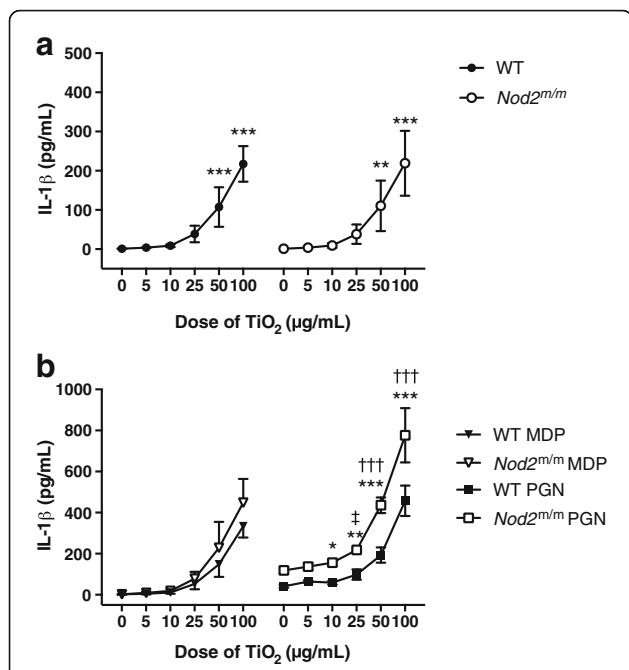 a
500
400
300
200
100
0
IL-1β (pg/mL)
***
***
**
***
0 5 10 25 50 100 0 5 10 25 50 100
Dose of TiO2 (µg/mL)
WT
Nod2m/m
b
1000
800
600
400
200
0
IL-1β (pg/mL)
†††
***
†††
***
‡
**
*
0 5 10 25 50 100 0 5 10 25 50 100
Dose of TiO2 (µg/mL)
WT MDP
Nod2m/m MDP
WT PGN
Nod2m/m PGN